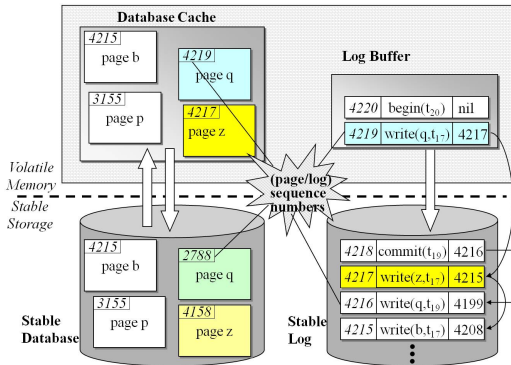 Database Cache
4215
page b
4219
page q
3155
page p
4217
page z
Log Buffer
4220 begin(t20) nil
4219 write(q,t17) 4217
(page/log)
sequence
numbers
Volatile
Memory
Stable
Storage
4215
page b
2788
page q
3155
page p
4158
page z
Stable
Database
4218 commit(t19) 4216
4217 write(z,t17) 4215
4216 write(q,t19) 4199
4215 write(b,t17) 4208
Stable
Log